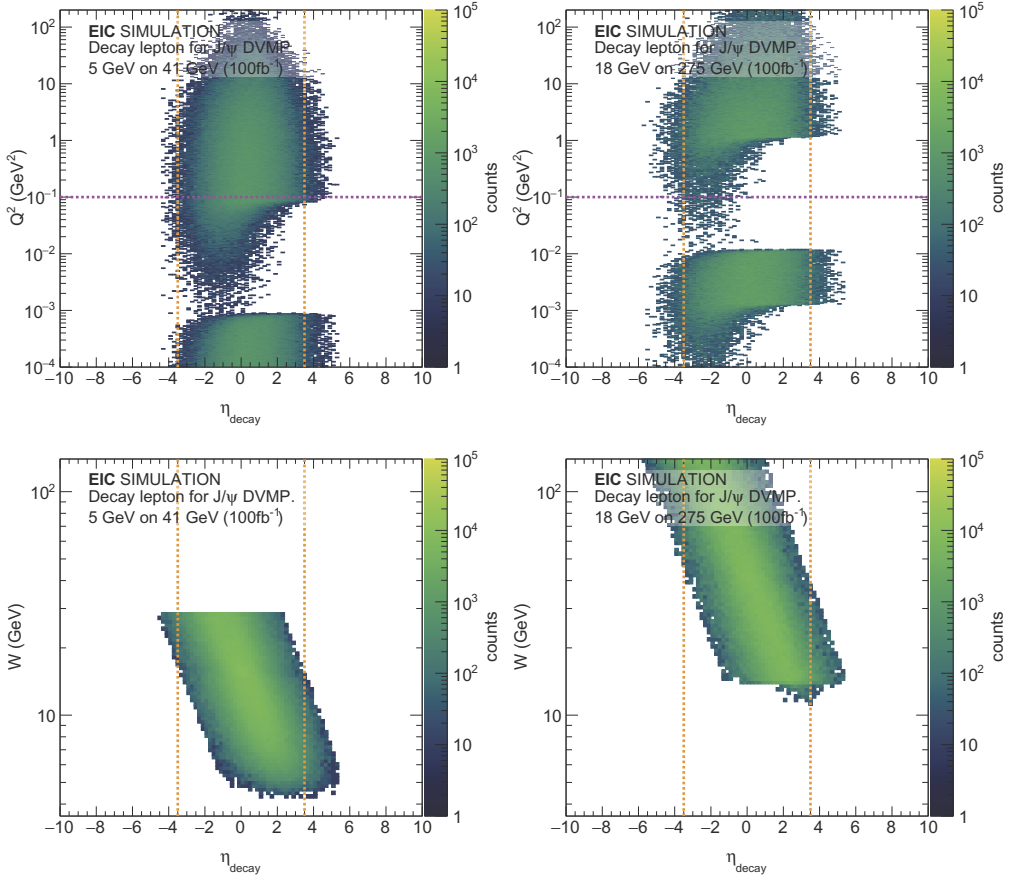 EIC SIMULATION
Decay lepton for J/ψ DVMP.
5 GeV on 41 GeV (100fb⁻¹)
Q² (GeV²)
10²
10
1
10⁻¹
10⁻²
10⁻³
10⁻⁴
−10 −8 −6 −4 −2 0 2 4 6 8 10
η_decay
10⁵
10⁴
10³
10²
10
1
counts
EIC SIMULATION
Decay lepton for J/ψ DVMP.
18 GeV on 275 GeV (100fb⁻¹)
Q² (GeV²)
10²
10
1
10⁻¹
10⁻²
10⁻³
10⁻⁴
−10 −8 −6 −4 −2 0 2 4 6 8 10
η_decay
10⁵
10⁴
10³
10²
10
1
counts
EIC SIMULATION
Decay lepton for J/ψ DVMP.
5 GeV on 41 GeV (100fb⁻¹)
W (GeV)
10²
10
−10 −8 −6 −4 −2 0 2 4 6 8 10
η_decay
10⁵
10⁴
10³
10²
10
1
counts
EIC SIMULATION
Decay lepton for J/ψ DVMP.
18 GeV on 275 GeV (100fb⁻¹)
W (GeV)
10²
10
−10 −8 −6 −4 −2 0 2 4 6 8 10
η_decay
10⁵
10⁴
10³
10²
10
1
counts